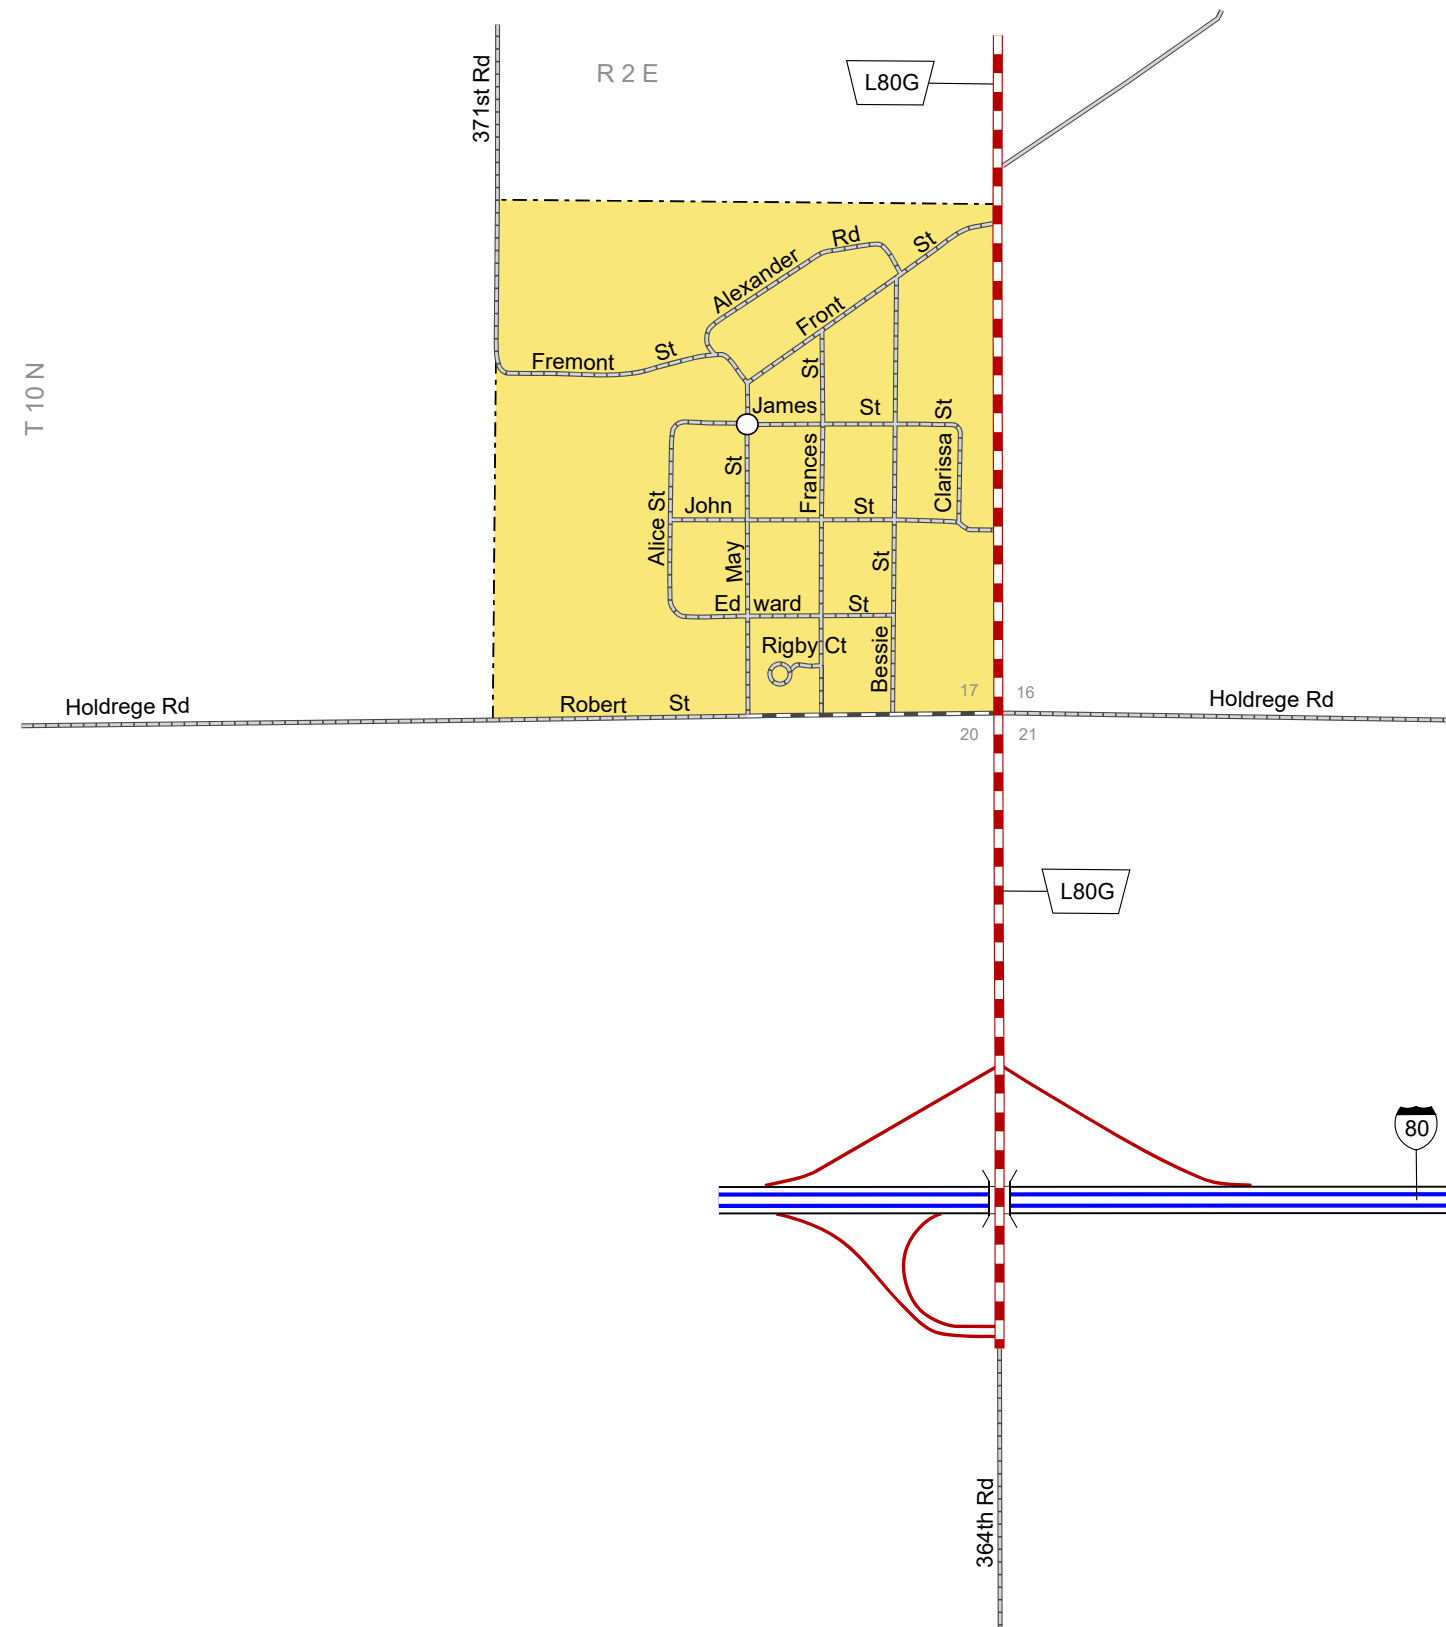 R 2 E
L80G
371st Rd
Alexander Rd
Front St
Fremont St
T 10 N
James St
Frances St
Clarissa St
May St
Alice St
John St
Edward St
Bessie St
Rigby Ct
17
16
Holdrege Rd
Robert St
Holdrege Rd
20
21
L80G
80
364th Rd